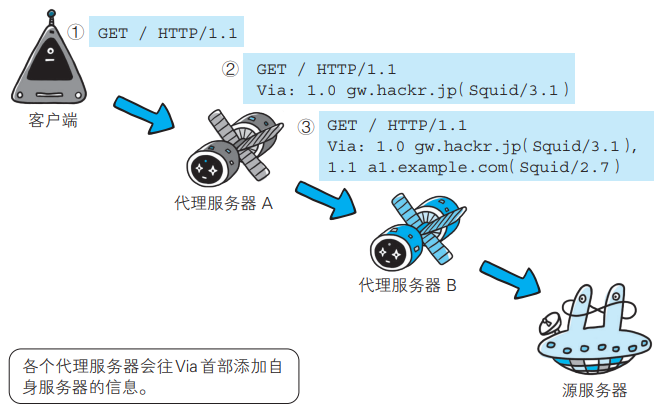 ① GET / HTTP/1.1
客户端
② GET / HTTP/1.1
Via: 1.0 gw.hackr.jp(Squid/3.1)
代理服务器 A
③ GET / HTTP/1.1
Via: 1.0 gw.hackr.jp(Squid/3.1),
1.1 a1.example.com(Squid/2.7)
代理服务器 B
源服务器
各个代理服务器会往Via首部添加自
身服务器的信息。